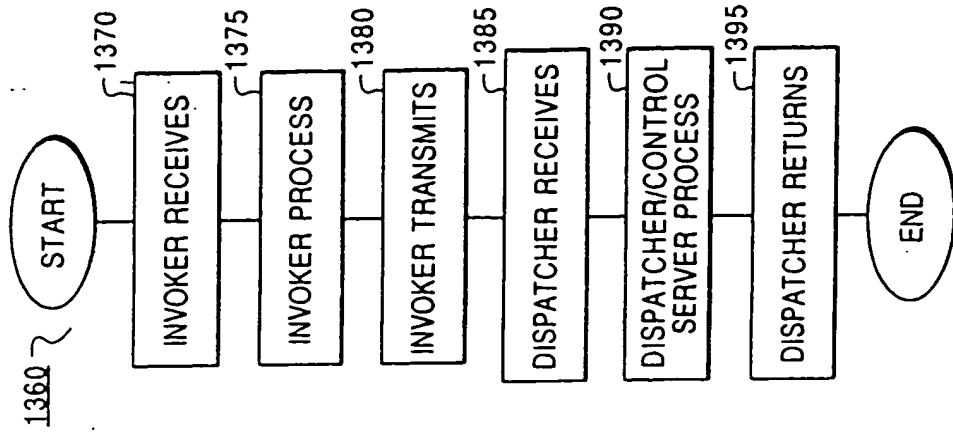 1360
START
1370
INVOKER RECEIVES
1375
INVOKER PROCESS
1380
INVOKER TRANSMITS
1385
DISPATCHER RECEIVES
1390
DISPATCHER/CONTROL
SERVER PROCESS
1395
DISPATCHER RETURNS
END